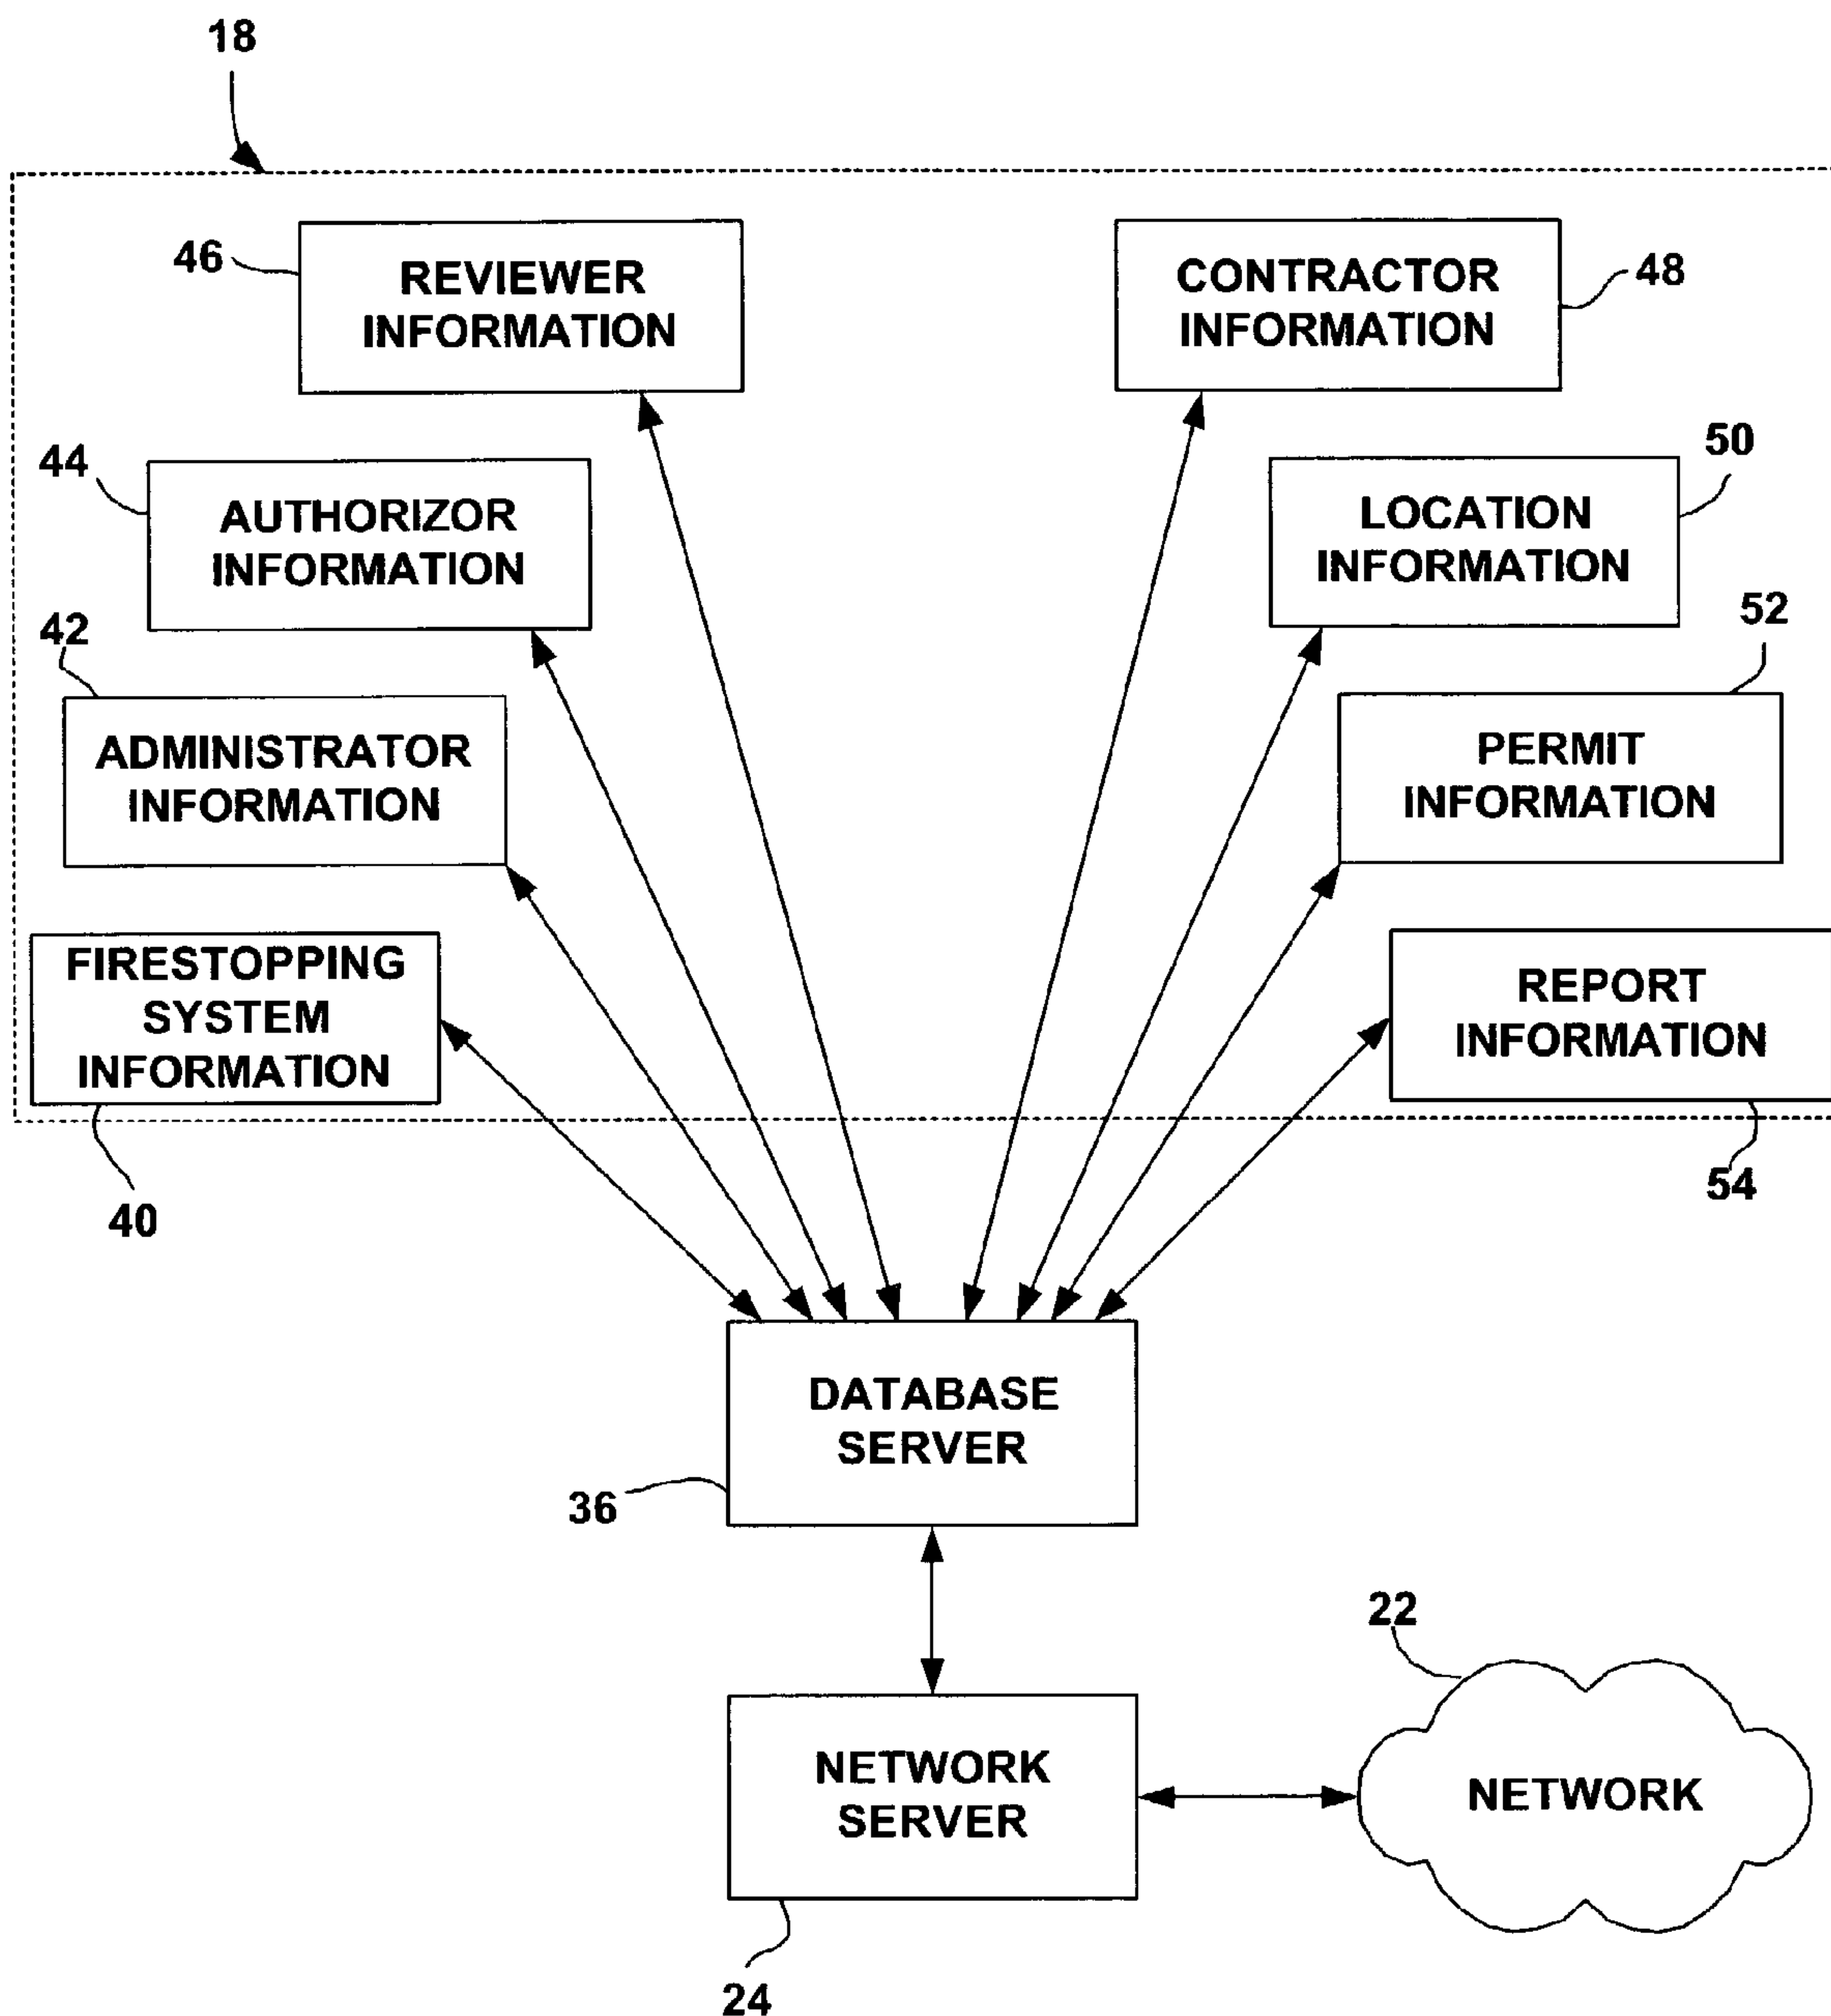 18
46
REVIEWER
INFORMATION
CONTRACTOR
INFORMATION
48
44
AUTHORIZOR
INFORMATION
LOCATION
INFORMATION
50
42
ADMINISTRATOR
INFORMATION
PERMIT
INFORMATION
52
FIRESTOPPING
SYSTEM
INFORMATION
40
REPORT
INFORMATION
54
DATABASE
SERVER
36
NETWORK
SERVER
24
22
NETWORK